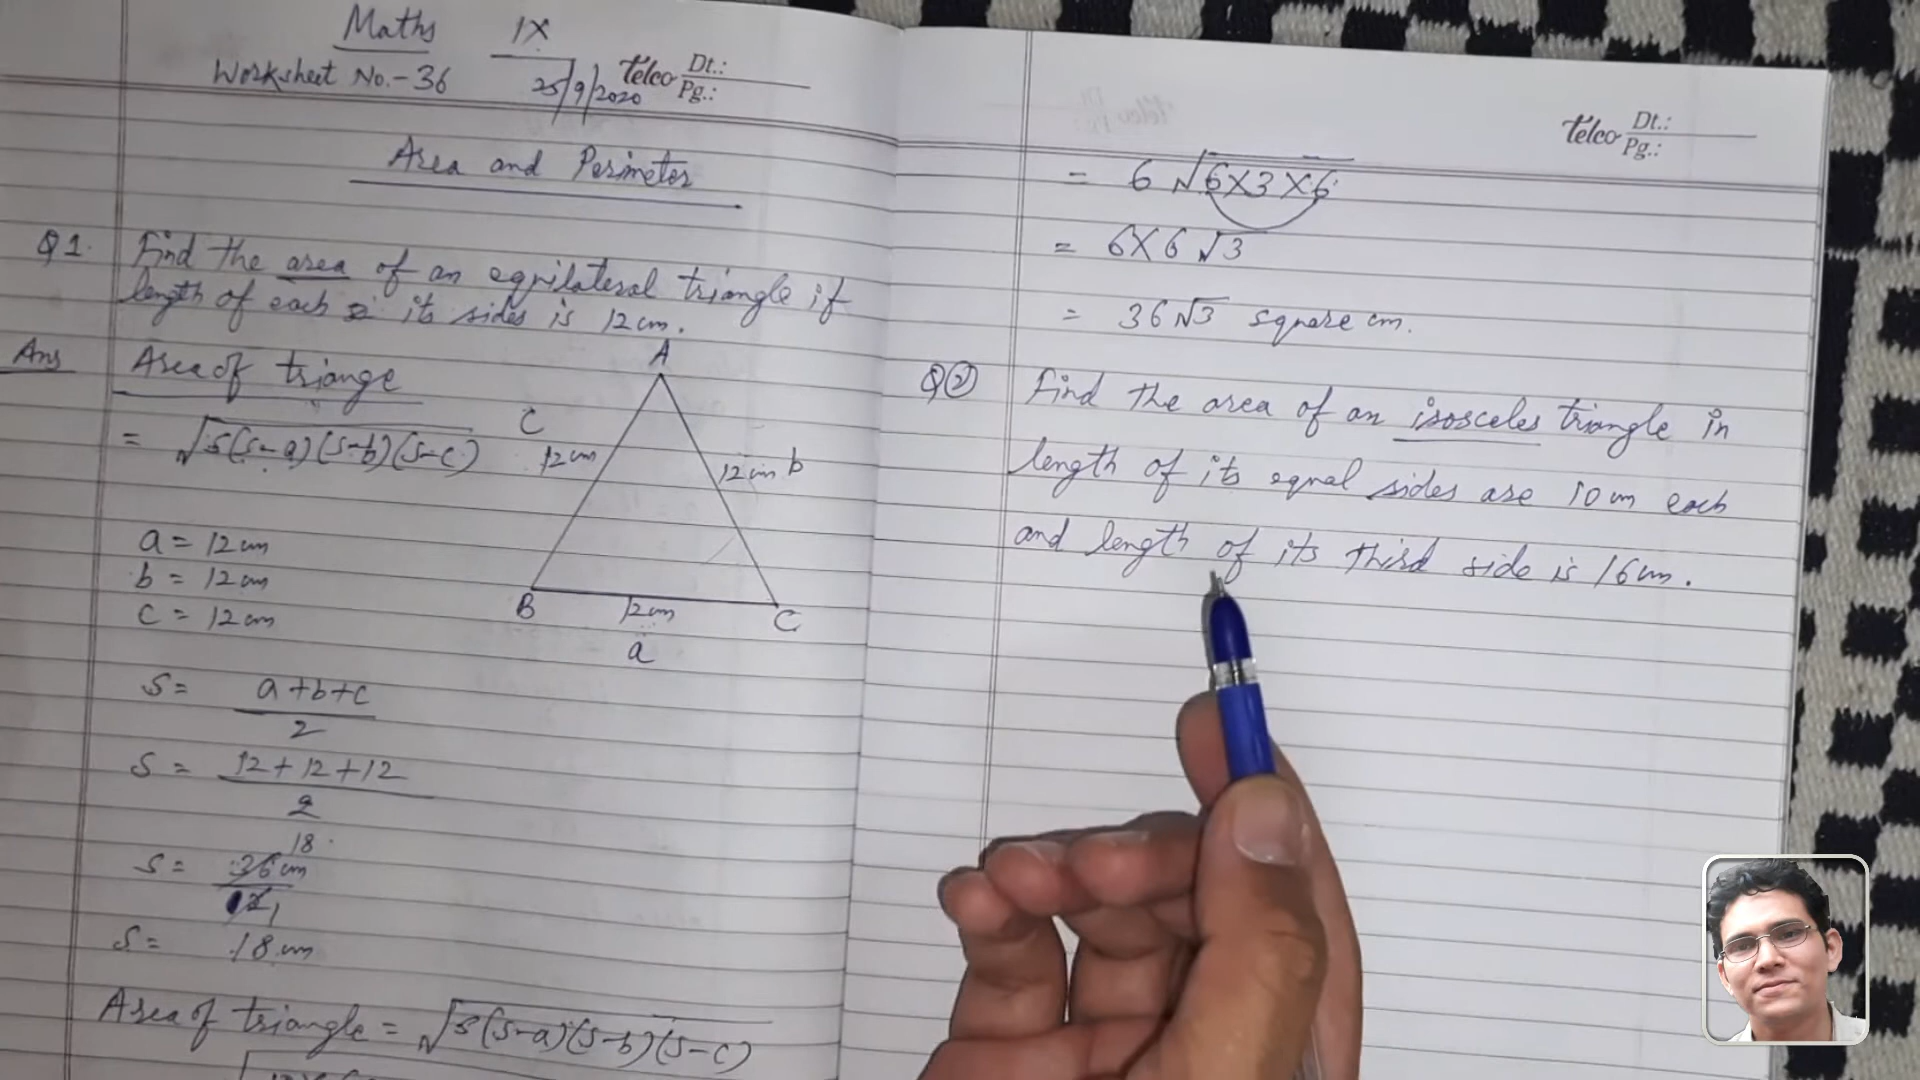 Maths
IX
Worksheet No.-36
25/9/2020
Telco Dt.:
Pg.:
Area and Perimeter
Q1. Find the area of an equilateral triangle if
length of each its sides is 12 cm.
Ans Area of triange
= √s(s-a)(s-b)(s-c)
A
C
12 cm
12 cm b
B
12 cm
C
a
a = 12 cm
b = 12 cm
c = 12 cm
S = a+b+c
2
S = 12+12+12
2
18
S = 36 cm
1
S = 18 cm
Area of triangle = √s(s-a)(s-b)(s-c)
Telco Dt.:
Pg.:
= 6 √6×3×6
= 6×6 √3
= 36√3 square cm.
Q2 Find the area of an isosceles triangle in
length of its equal sides are 10 cm each
and length of its third side is 16 cm.